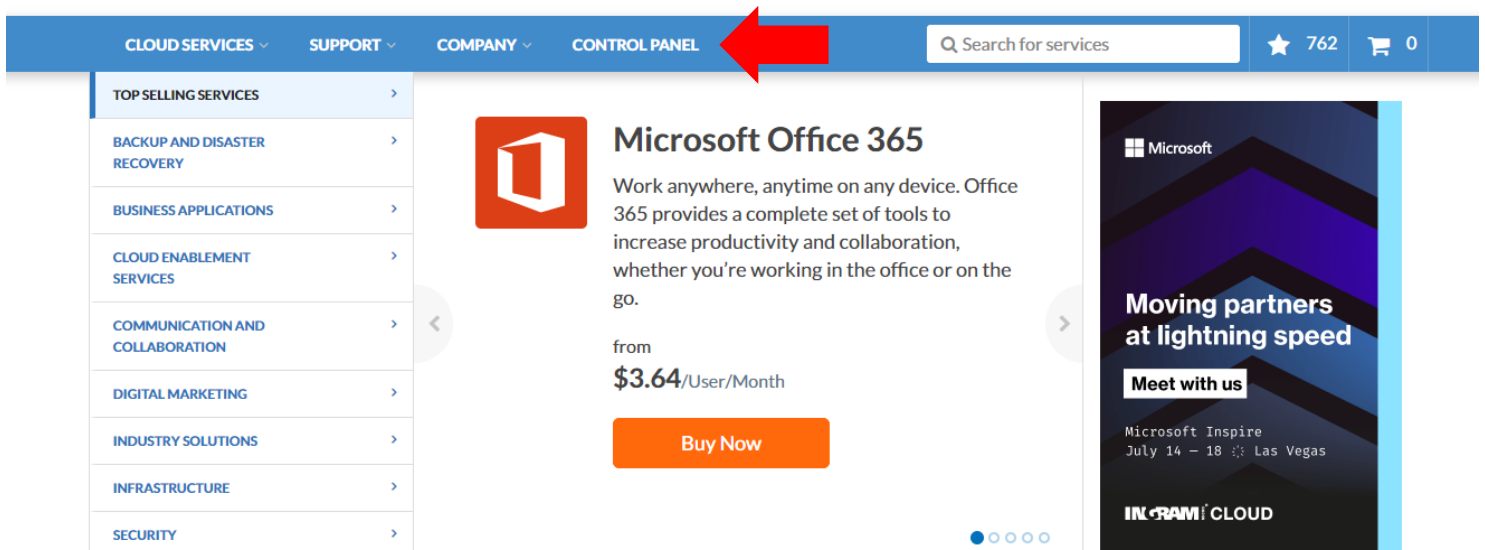 CLOUD SERVICES SUPPORT COMPANY CONTROL PANEL Search for services 762 0
TOP SELLING SERVICES
BACKUP AND DISASTER
RECOVERY
BUSINESS APPLICATIONS
CLOUD ENABLEMENT
SERVICES
COMMUNICATION AND
COLLABORATION
DIGITAL MARKETING
INDUSTRY SOLUTIONS
INFRASTRUCTURE
SECURITY
Microsoft Office 365
Work anywhere, anytime on any device. Office
365 provides a complete set of tools to
increase productivity and collaboration,
whether you're working in the office or on the
go.
from
$3.64/User/Month
Buy Now
Microsoft
Moving partners
at lightning speed
Meet with us
Microsoft Inspire
July 14 – 18 Las Vegas
INGRAM CLOUD